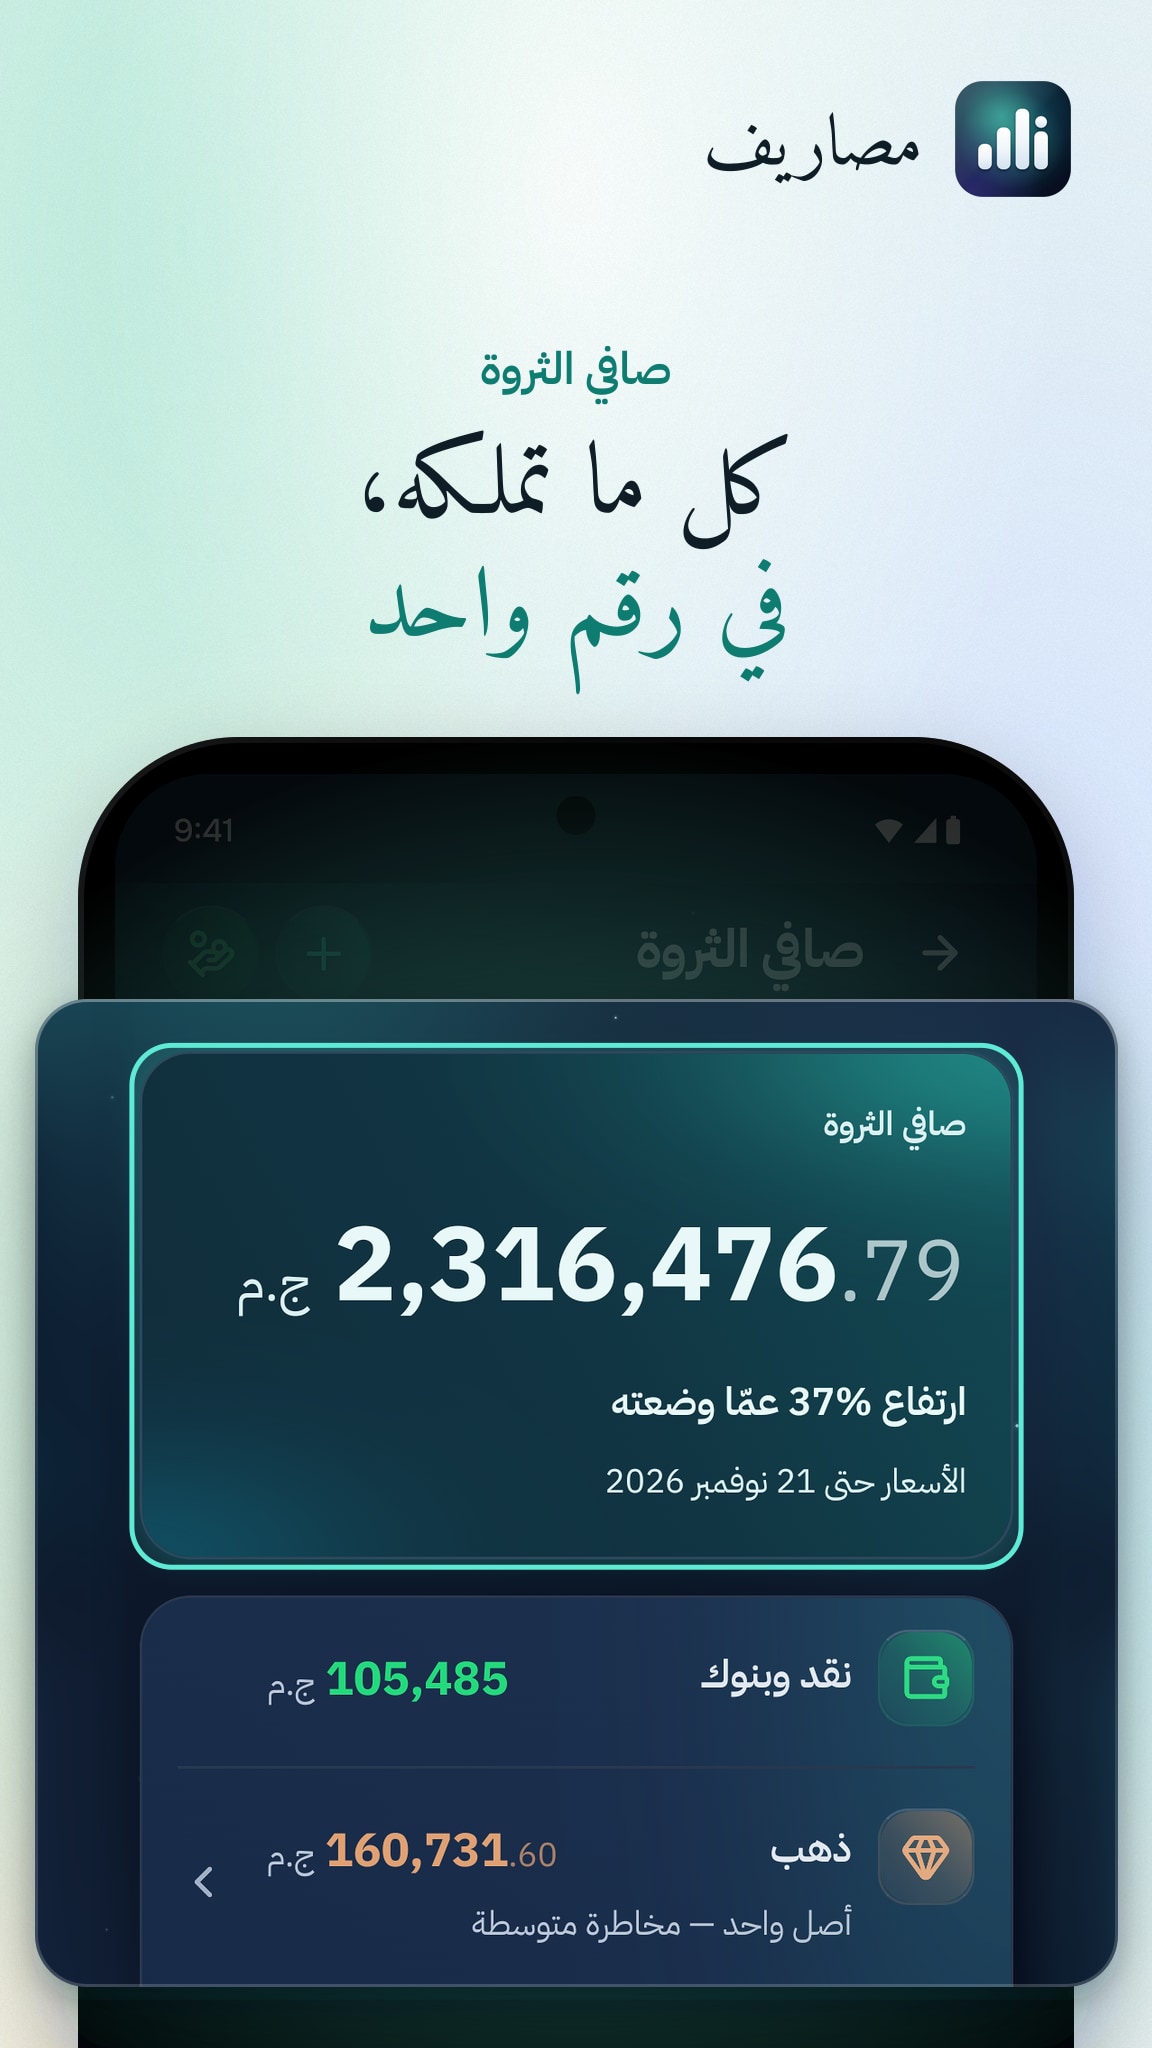 مصاريف
صافي الثروة
كل ما تملكه،
في رقم واحد
9:41
صافي الثروة
صافي الثروة
2,316,476.79 ج.م
ارتفاع 37% عمّا وضعته
الأسعار حتى 21 نوفمبر 2026
نقد وبنوك 105,485 ج.م
ذهب 160,731.60 ج.م
أصل واحد — مخاطرة متوسطة